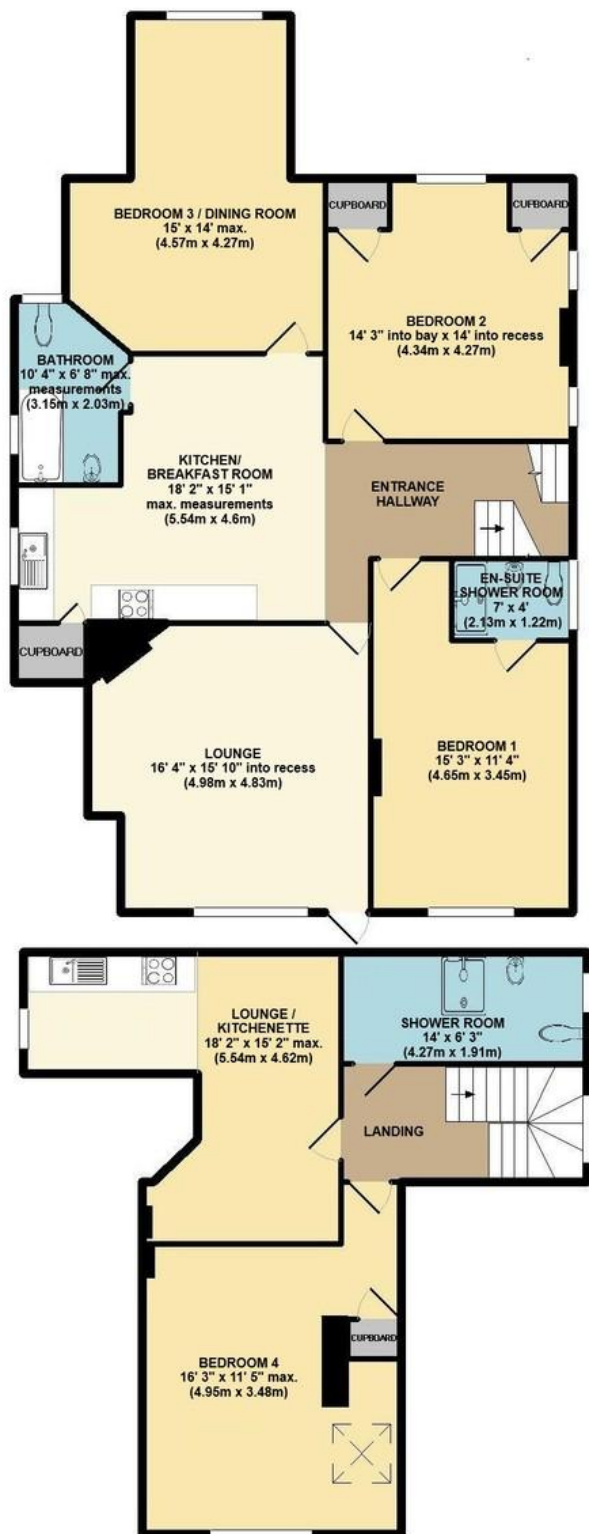 BEDROOM 3 / DINING ROOM
15' x 14' max.
(4.57m x 4.27m)
CUPBOARD
CUPBOARD
BEDROOM 2
14' 3" into bay x 14' into recess
(4.34m x 4.27m)
BATHROOM
10' 4" x 6' 8" max.
measurements
(3.15m x 2.03m)
KITCHEN/
BREAKFAST ROOM
18' 2" x 15' 1"
max. measurements
(5.54m x 4.6m)
ENTRANCE
HALLWAY
EN-SUITE
SHOWER ROOM
7' x 4'
(2.13m x 1.22m)
CUPBOARD
LOUNGE
16' 4" x 15' 10" into recess
(4.98m x 4.83m)
BEDROOM 1
15' 3" x 11' 4"
(4.65m x 3.45m)
LOUNGE /
KITCHENETTE
18' 2" x 15' 2" max.
(5.54m x 4.62m)
SHOWER ROOM
14' x 6' 3"
(4.27m x 1.91m)
LANDING
CUPBOARD
BEDROOM 4
16' 3" x 11' 5" max.
(4.95m x 3.48m)